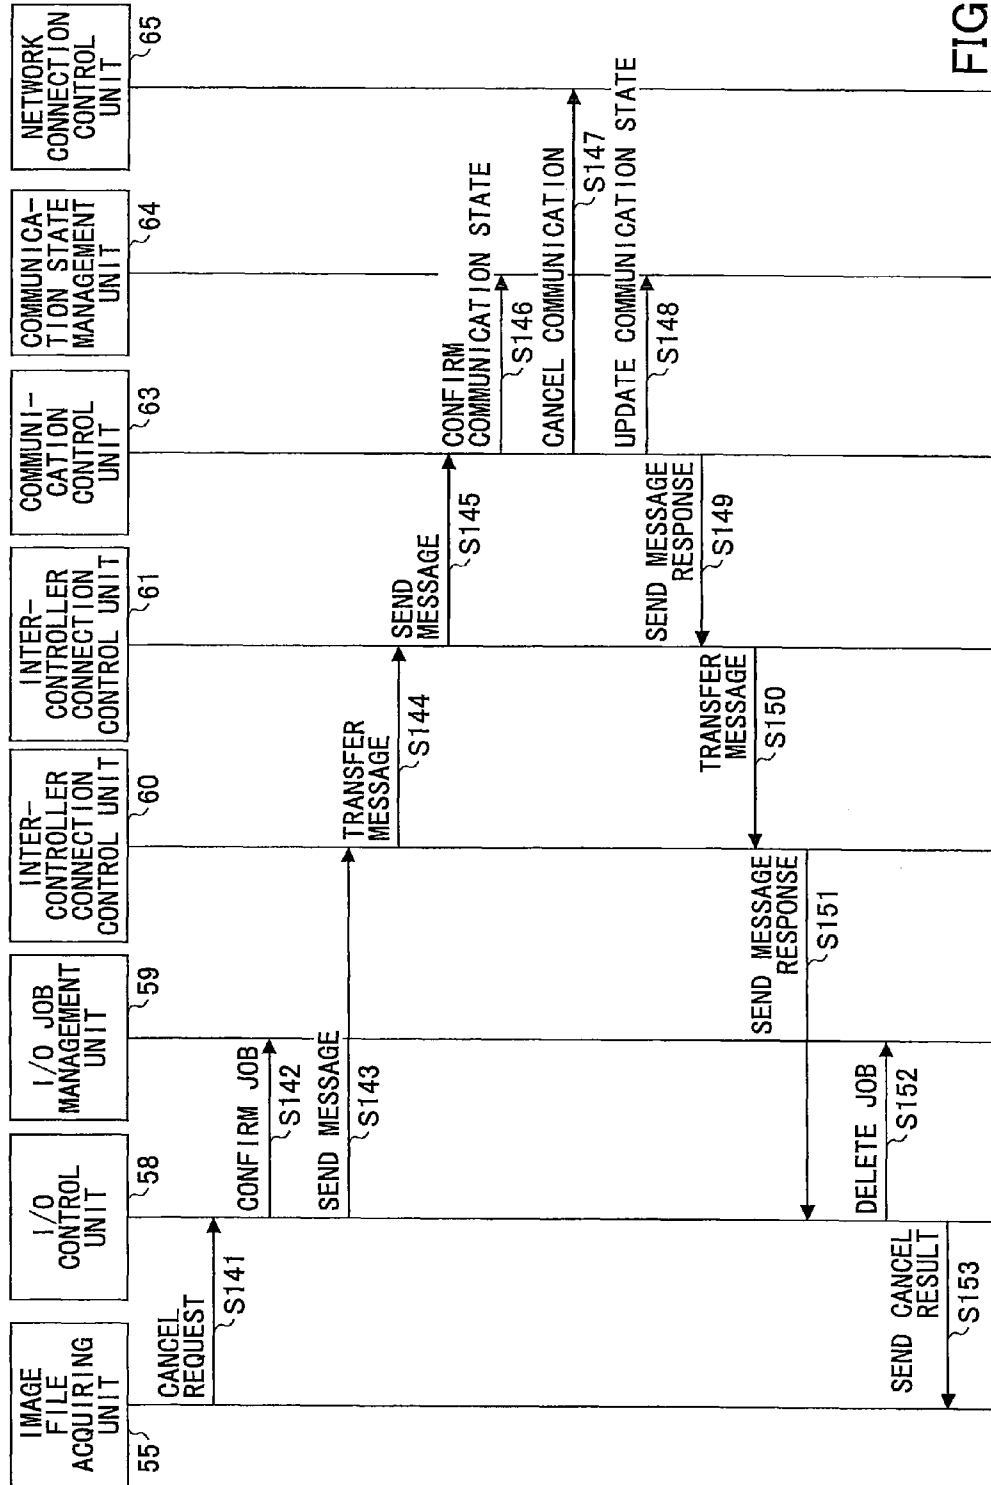 IMAGE
FILE
ACQUIRING
UNIT
55
I/O
CONTROL
UNIT
58
I/O JOB
MANAGEMENT
UNIT
59
INTER-
CONTROLLER
CONNECTION
CONTROL UNIT
60
INTER-
CONTROLLER
CONNECTION
CONTROL UNIT
61
COMMUNI-
CATION
CONTROL
UNIT
63
COMMUNICA-
TION STATE
MANAGEMENT
UNIT
64
NETWORK
CONNECTION
CONTROL
UNIT
65
CANCEL
REQUEST
S141
CONFIRM JOB
S142
SEND MESSAGE
S143
TRANSFER
MESSAGE
S144
SEND
MESSAGE
S145
CONFIRM
COMMUNICATION STATE
S146
CANCEL COMMUNICATION
S147
UPDATE COMMUNICATION STATE
S148
SEND MESSAGE
RESPONSE
S149
TRANSFER
MESSAGE
S150
SEND MESSAGE
RESPONSE
S151
DELETE JOB
S152
SEND CANCEL
RESULT
S153
FIG